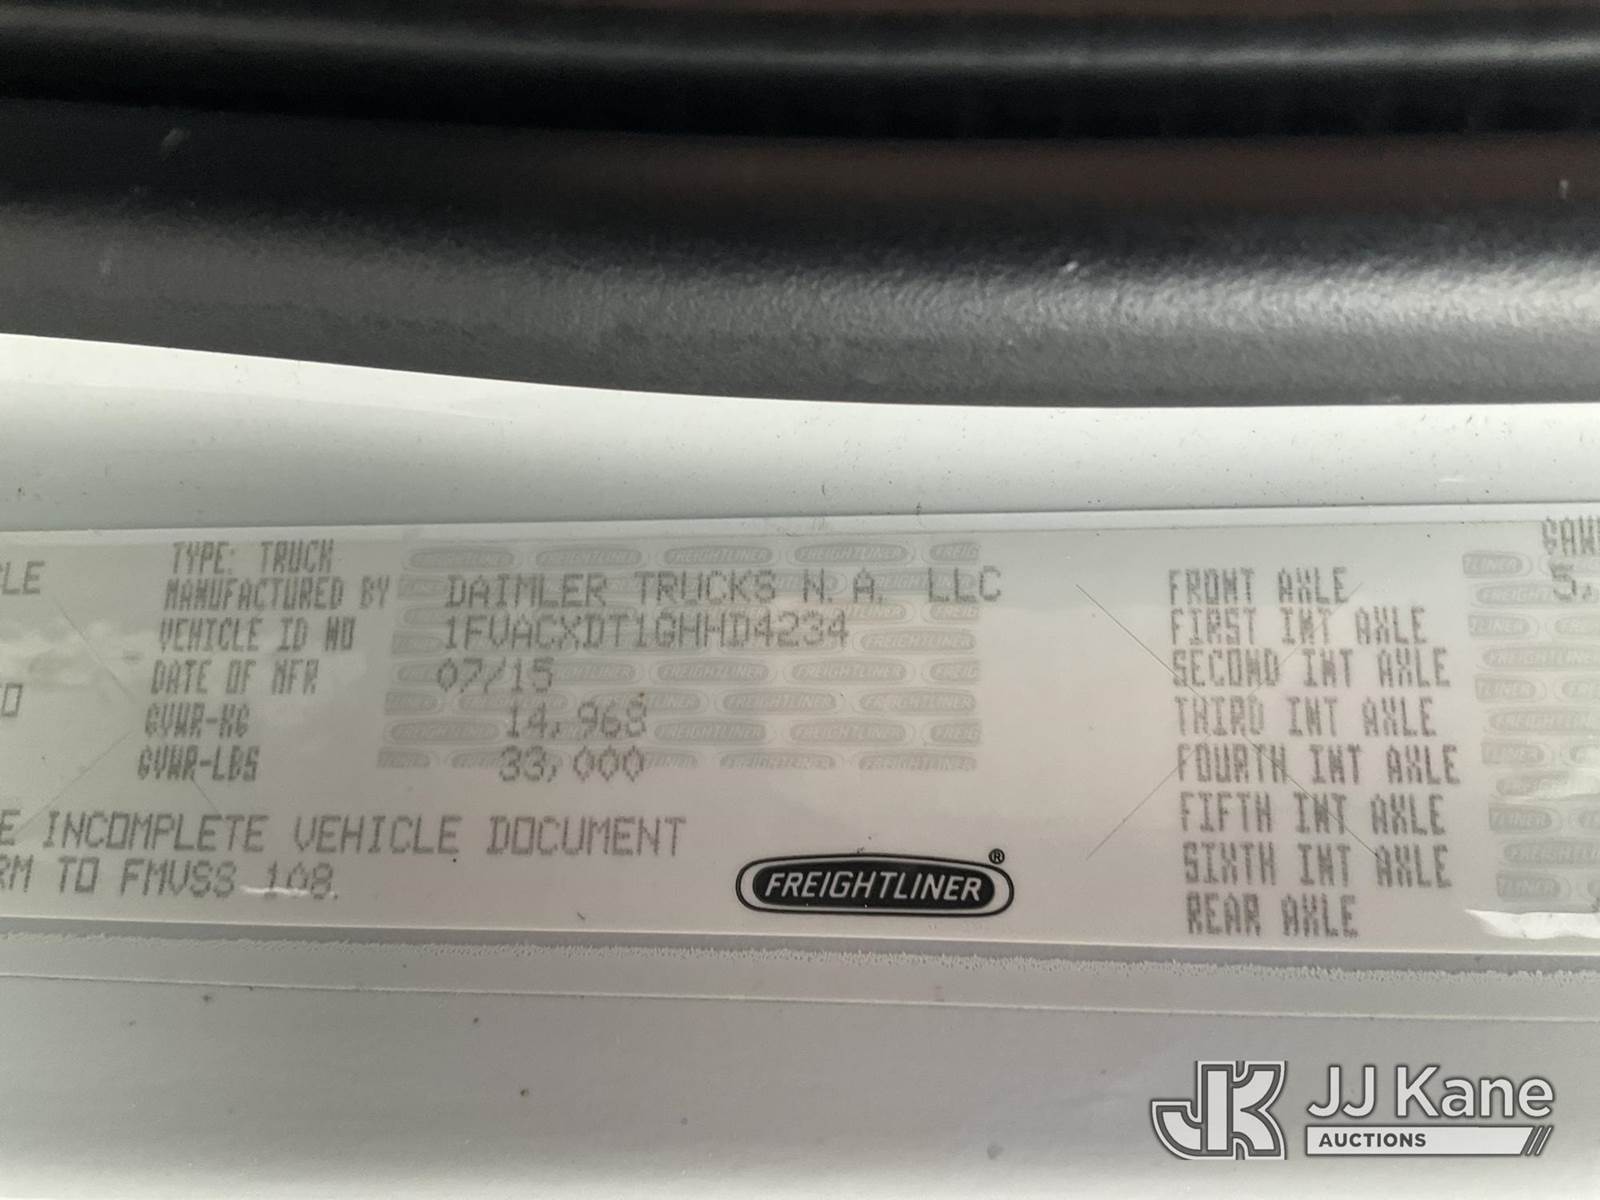 TYPE: TRUCK
MANUFACTURED BY DAIMLER TRUCKS N. A. LLC
VEHICLE ID NO 1FVACXDT1GHHD4234
DATE OF MFR 07/15
GVWR-KG 14,968
GVWR-LBS 33,000
INCOMPLETE VEHICLE DOCUMENT
TO FMVSS 108.
FREIGHTLINER®
FRONT AXLE 5,
FIRST INT AXLE
SECOND INT AXLE
THIRD INT AXLE
FOURTH INT AXLE
FIFTH INT AXLE
SIXTH INT AXLE
REAR AXLE
JK JJ Kane
AUCTIONS